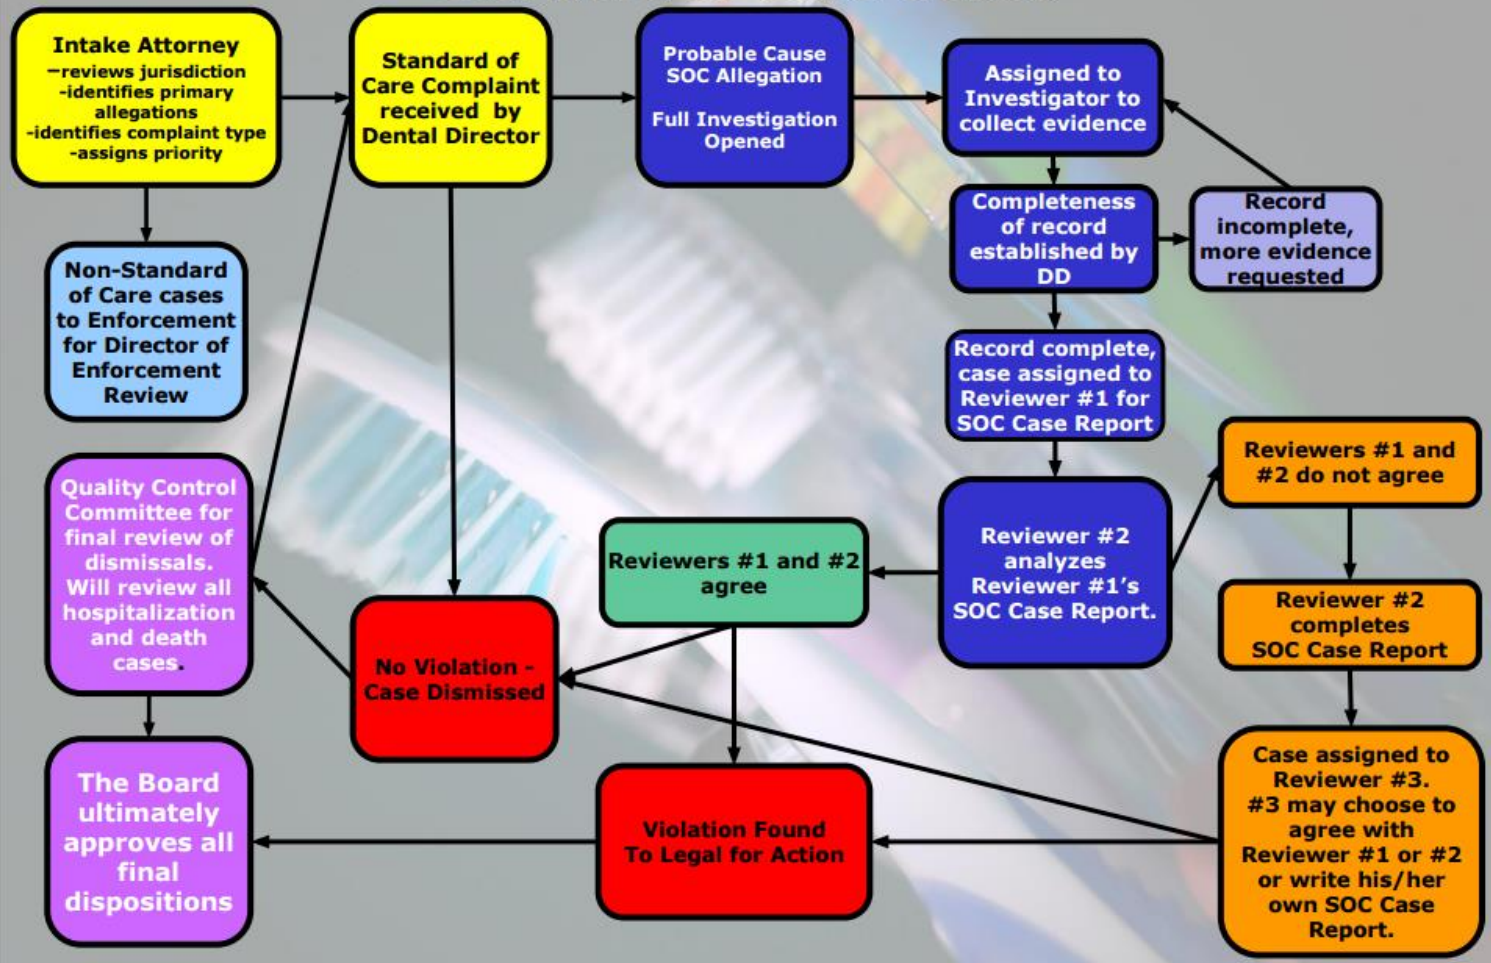 Intake Attorney
–reviews jurisdiction
-identifies primary
allegations
-identifies complaint type
-assigns priority
Standard of
Care Complaint
received by
Dental Director
Probable Cause
SOC Allegation
Full Investigation
Opened
Assigned to
Investigator to
collect evidence
Completeness
of record
established by
DD
Record
incomplete,
more evidence
requested
Non-Standard
of Care cases
to Enforcement
for Director of
Enforcement
Review
Record complete,
case assigned to
Reviewer #1 for
SOC Case Report
Reviewers #1 and
#2 do not agree
Quality Control
Committee for
final review of
dismissals.
Will review all
hospitalization
and death
cases.
Reviewers #1 and #2
agree
Reviewer #2
analyzes
Reviewer #1's
SOC Case Report.
Reviewer #2
completes
SOC Case Report
No Violation -
Case Dismissed
The Board
ultimately
approves all
final
dispositions
Violation Found
To Legal for Action
Case assigned to
Reviewer #3.
#3 may choose to
agree with
Reviewer #1 or #2
or write his/her
own SOC Case
Report.